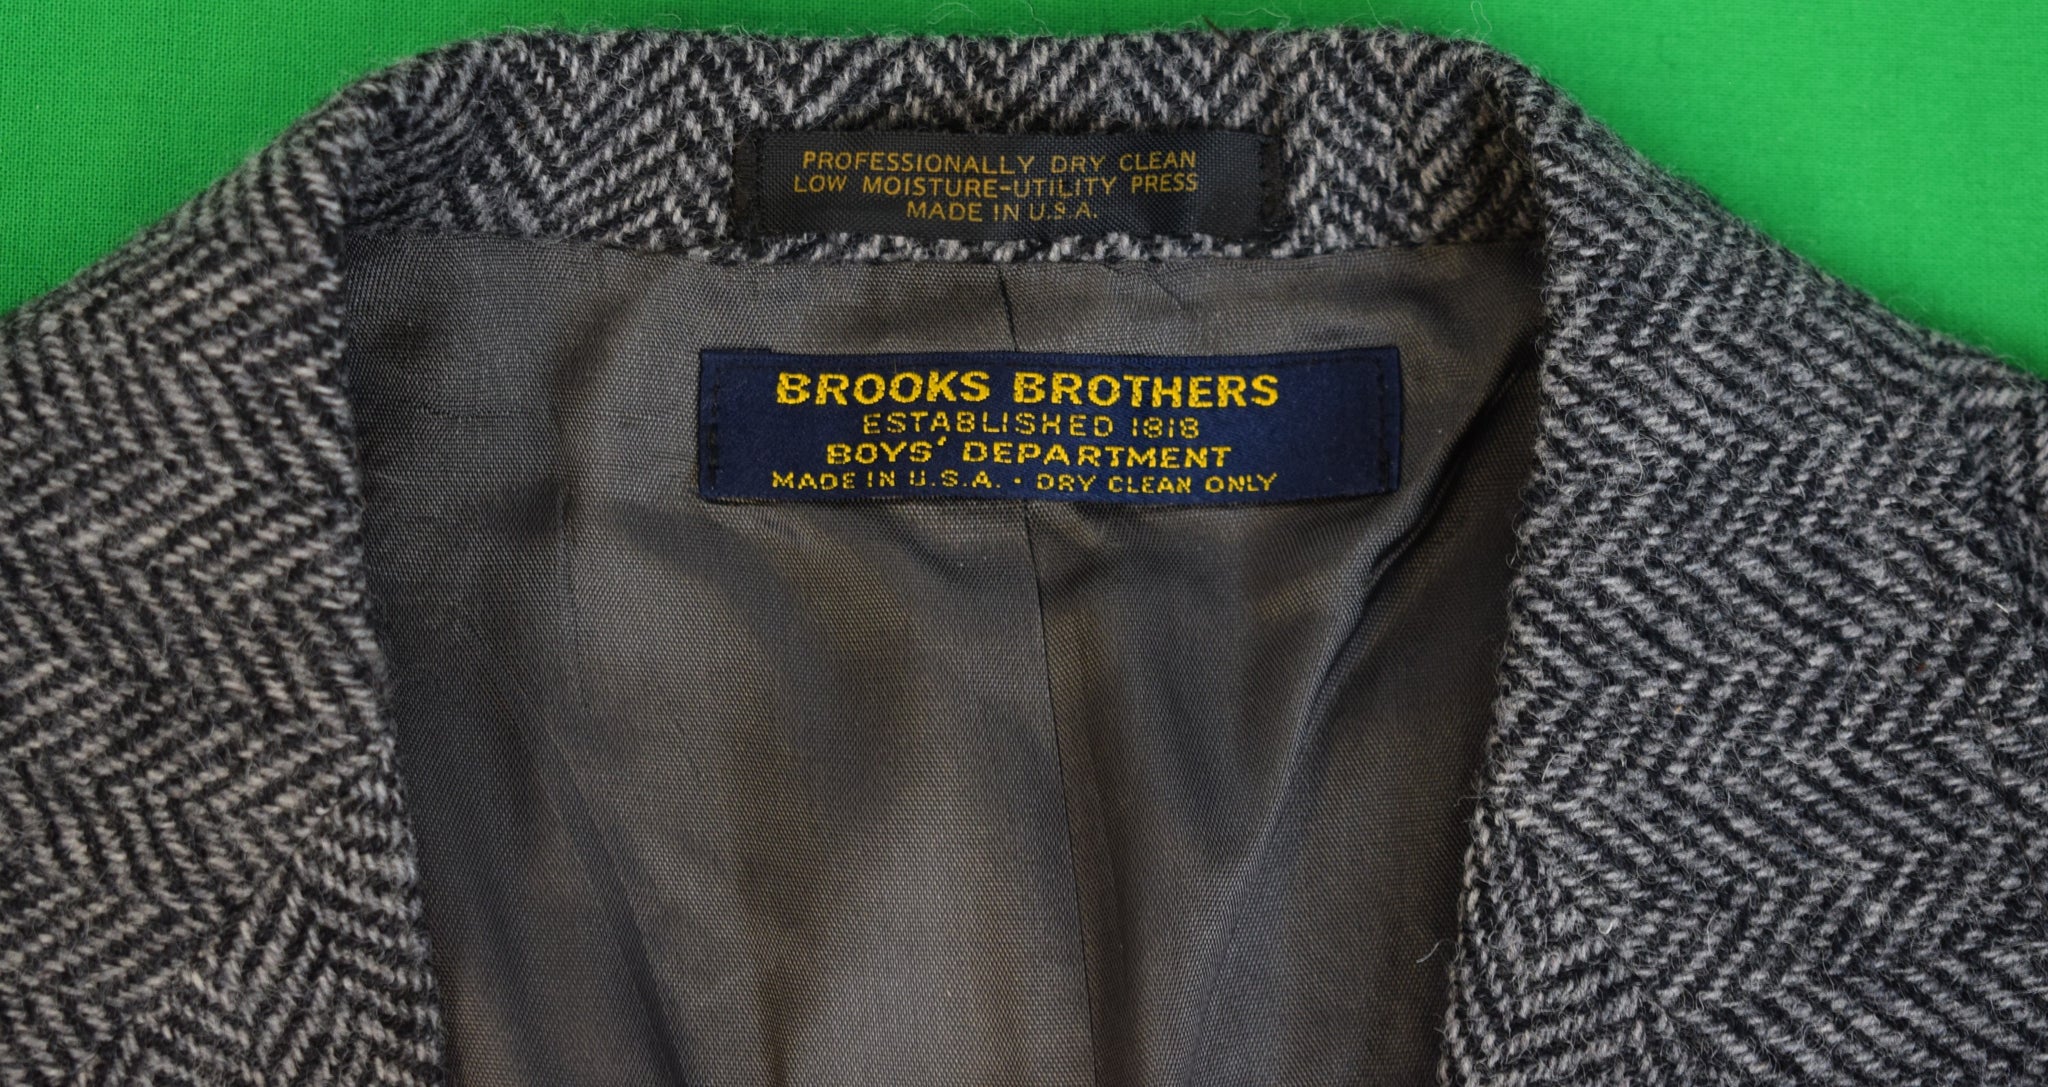 PROFESSIONALLY DRY CLEAN
LOW MOISTURE-UTILITY PRESS
MADE IN U.S.A.
BROOKS BROTHERS
ESTABLISHED 1818
BOYS' DEPARTMENT
MADE IN U.S.A. · DRY CLEAN ONLY